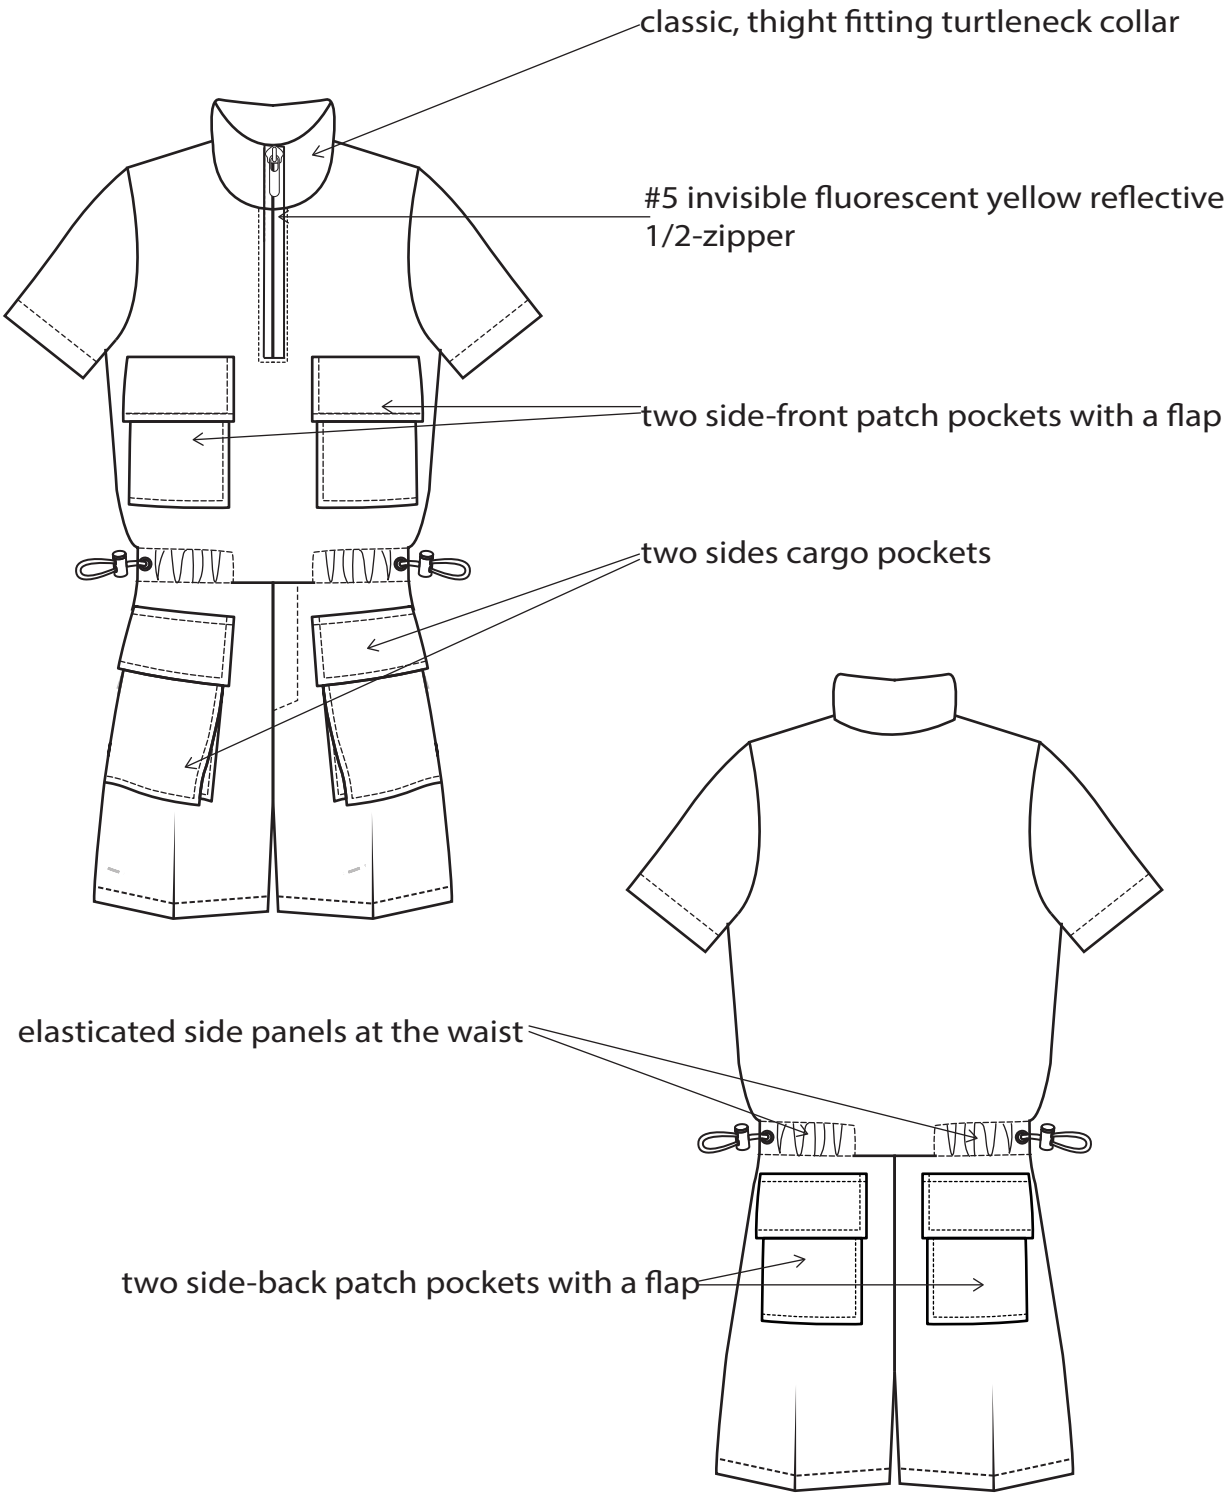 classic, thight fitting turtleneck collar
#5 invisible fluorescent yellow reflective
1/2-zipper
two side-front patch pockets with a flap
two sides cargo pockets
elasticated side panels at the waist
two side-back patch pockets with a flap